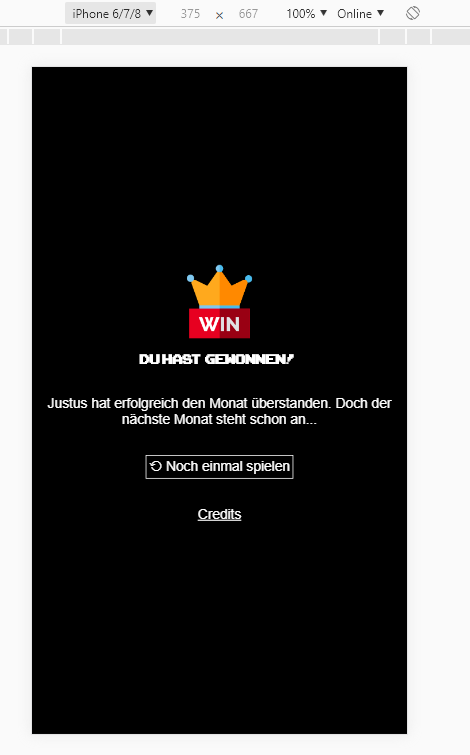 iPhone 6/7/8 ▼ 375 × 667 100% ▼ Online ▼
WIN
DU HAST GEWONNEN!
Justus hat erfolgreich den Monat überstanden. Doch der
nächste Monat steht schon an...
⟲ Noch einmal spielen
Credits